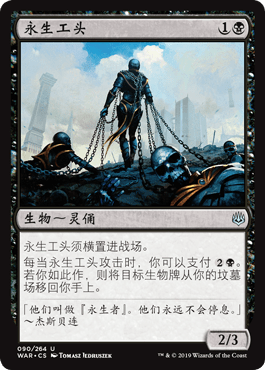 永生工头
1
生物～灵俑
永生工头须横置进战场。
每当永生工头攻击时，你可以支付 2 。
若你如此作，则将目标生物牌从你的坟墓
场移回你手上。
「他们叫做『永生者』。他们永远不会停息。」
～杰斯贝连
2/3
090/264 U
WAR • CS Tomasz Jedruszek
™ & © 2019 Wizards of the Coast